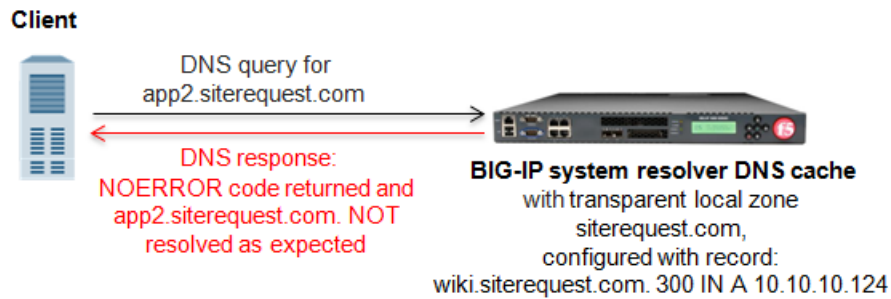 Client
DNS query for
app2.siterequest.com
DNS response:
NOERROR code returned and
app2.siterequest.com. NOT
resolved as expected
f5
BIG-IP system resolver DNS cache
with transparent local zone
siterequest.com,
configured with record:
wiki.siterequest.com. 300 IN A 10.10.10.124